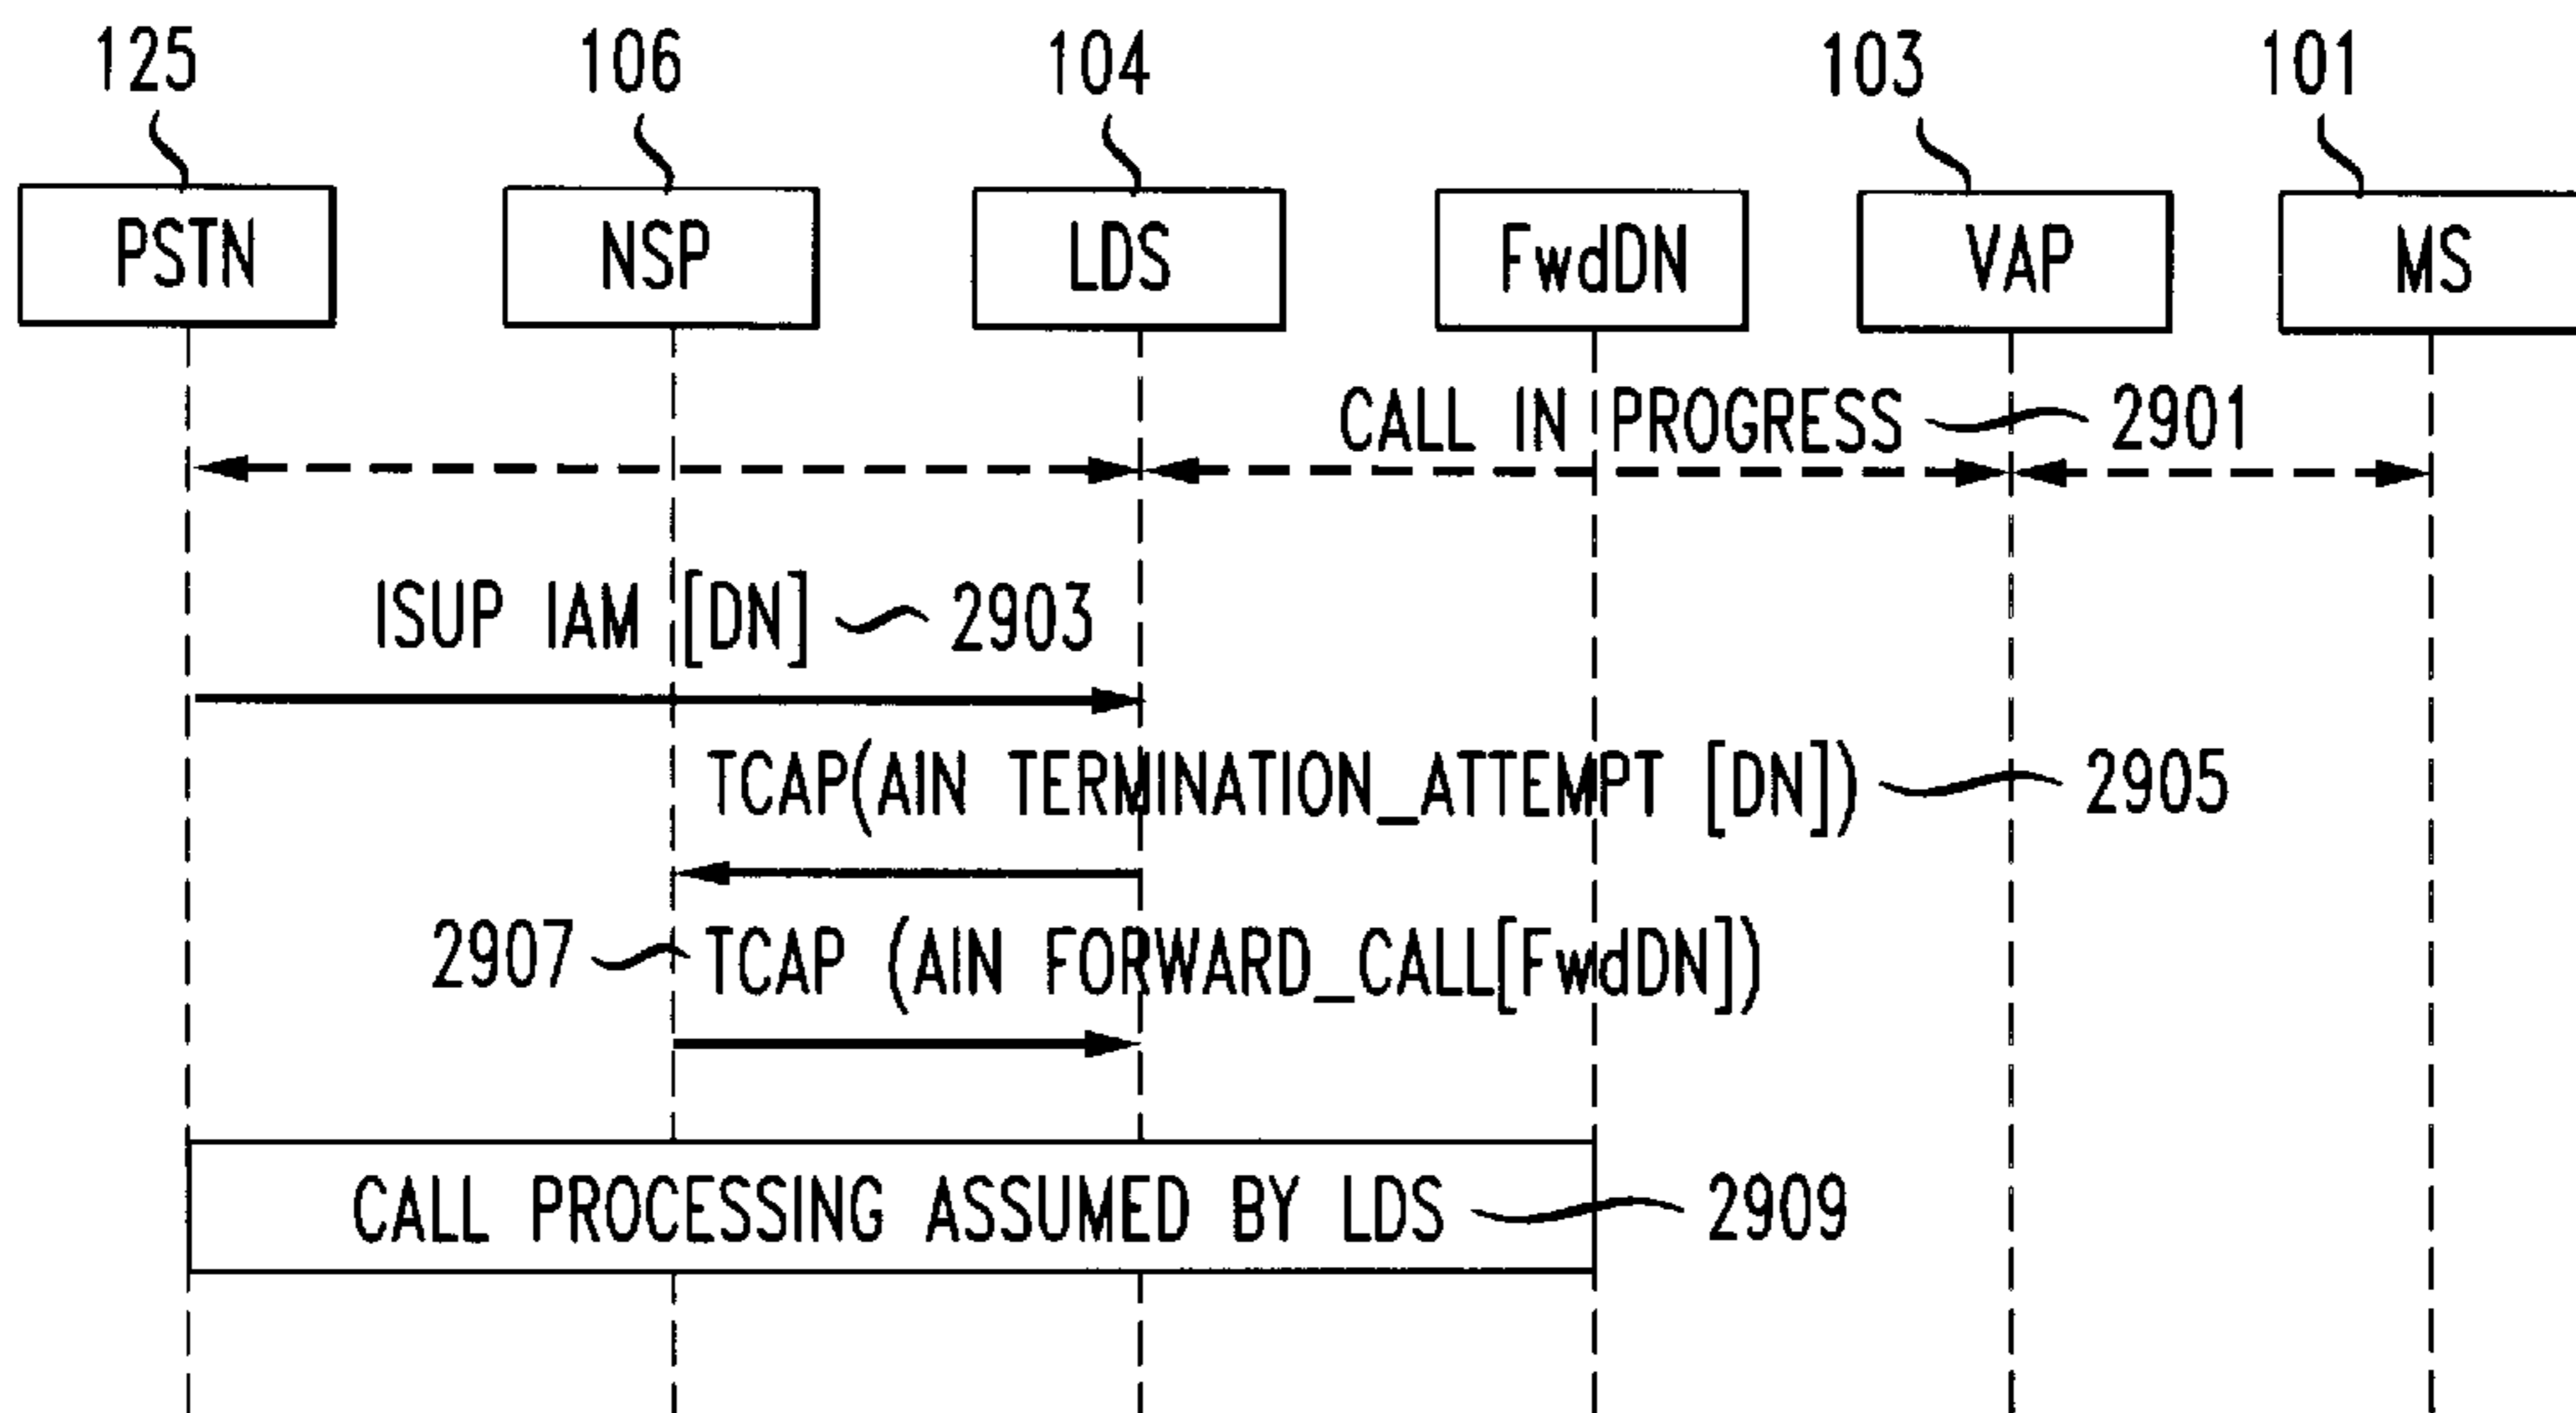 125 106 104 103 101
PSTN NSP LDS FwdDN VAP MS
CALL IN PROGRESS 2901
ISUP IAM [DN] 2903
TCAP(AIN TERMINATION_ATTEMPT [DN]) 2905
2907 TCAP (AIN FORWARD_CALL[FwdDN])
CALL PROCESSING ASSUMED BY LDS 2909